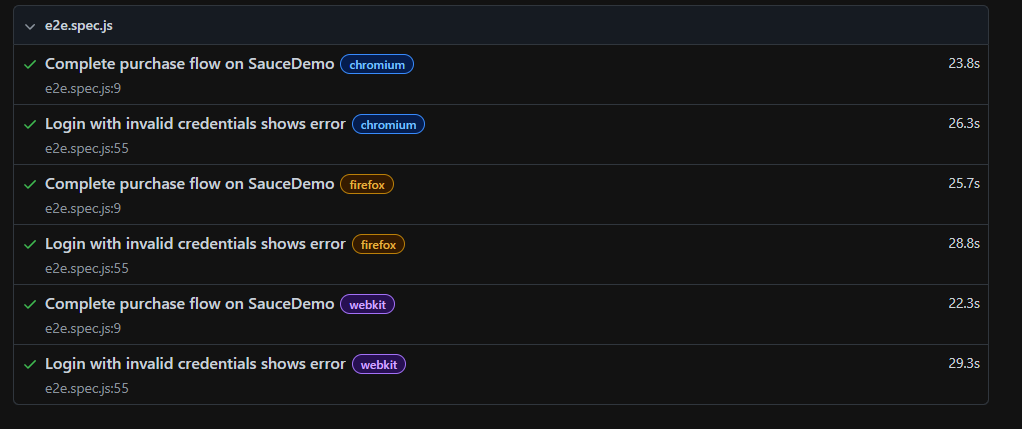 e2e.spec.js
Complete purchase flow on SauceDemo chromium 23.8s
e2e.spec.js:9
Login with invalid credentials shows error chromium 26.3s
e2e.spec.js:55
Complete purchase flow on SauceDemo firefox 25.7s
e2e.spec.js:9
Login with invalid credentials shows error firefox 28.8s
e2e.spec.js:55
Complete purchase flow on SauceDemo webkit 22.3s
e2e.spec.js:9
Login with invalid credentials shows error webkit 29.3s
e2e.spec.js:55